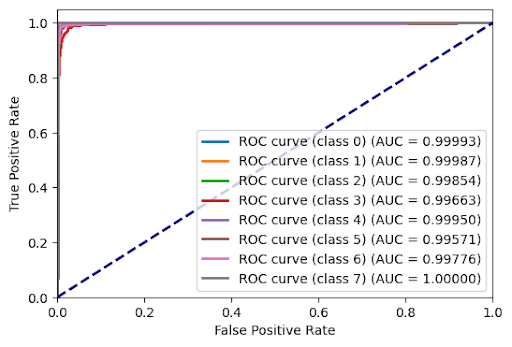 1.0
0.8
0.6
0.4
0.2
0.0
True Positive Rate
ROC curve (class 0) (AUC = 0.99993)
ROC curve (class 1) (AUC = 0.99987)
ROC curve (class 2) (AUC = 0.99854)
ROC curve (class 3) (AUC = 0.99663)
ROC curve (class 4) (AUC = 0.99950)
ROC curve (class 5) (AUC = 0.99571)
ROC curve (class 6) (AUC = 0.99776)
ROC curve (class 7) (AUC = 1.00000)
0.0 0.2 0.4 0.6 0.8 1.0
False Positive Rate